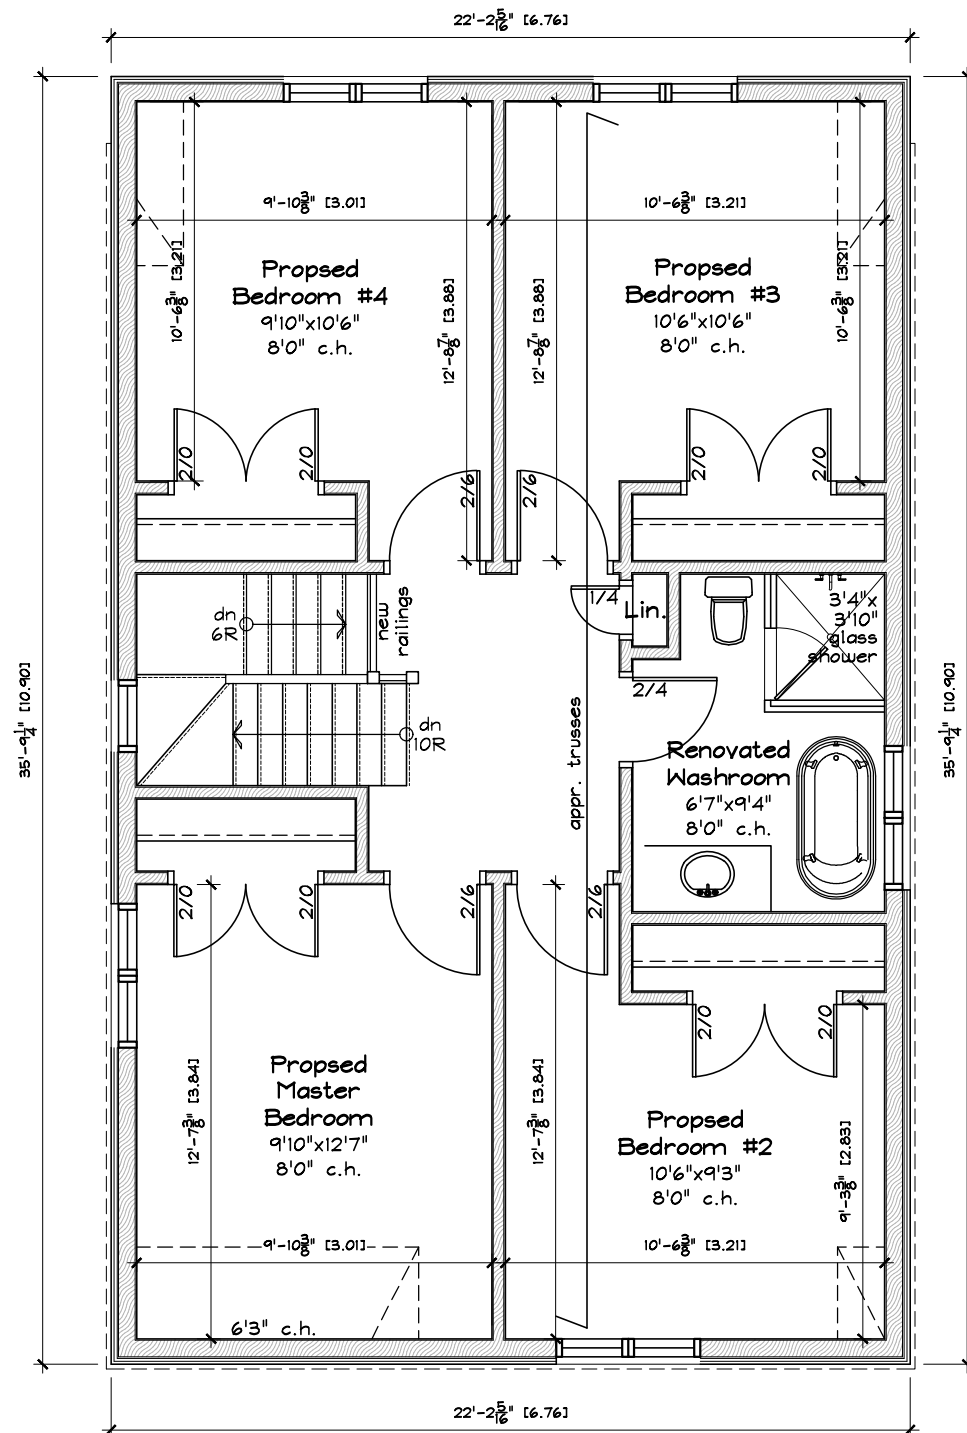 22'-2 5/16" [6.76]
9'-10 3/8" [3.01]
10'-6 3/8" [3.21]
10'-6 3/8" [3.21]
Propsed
Bedroom #4
9'10"x10'6"
8'0" c.h.
12'-8 7/8" [3.88]
12'-8 7/8" [3.88]
Propsed
Bedroom #3
10'6"x10'6"
8'0" c.h.
10'-6 3/8" [3.21]
2/0
2/0
2/6
2/6
2/0
2/0
dn
6R
new
railings
1/4
Lin.
3'4"x
3'10"
glass
shower
2/4
35'-9 1/4" [10.90]
dn
10R
appr. trusses
Renovated
Washroom
6'7"x9'4"
8'0" c.h.
35'-9 1/4" [10.90]
2/0
2/0
2/6
2/6
2/0
2/0
12'-7 3/8" [3.84]
Propsed
Master
Bedroom
9'10"x12'7"
8'0" c.h.
12'-7 3/8" [3.84]
Propsed
Bedroom #2
10'6"x9'3"
8'0" c.h.
9'-3 3/8" [2.83]
9'-10 3/8" [3.01]
10'-6 3/8" [3.21]
6'3" c.h.
22'-2 5/16" [6.76]